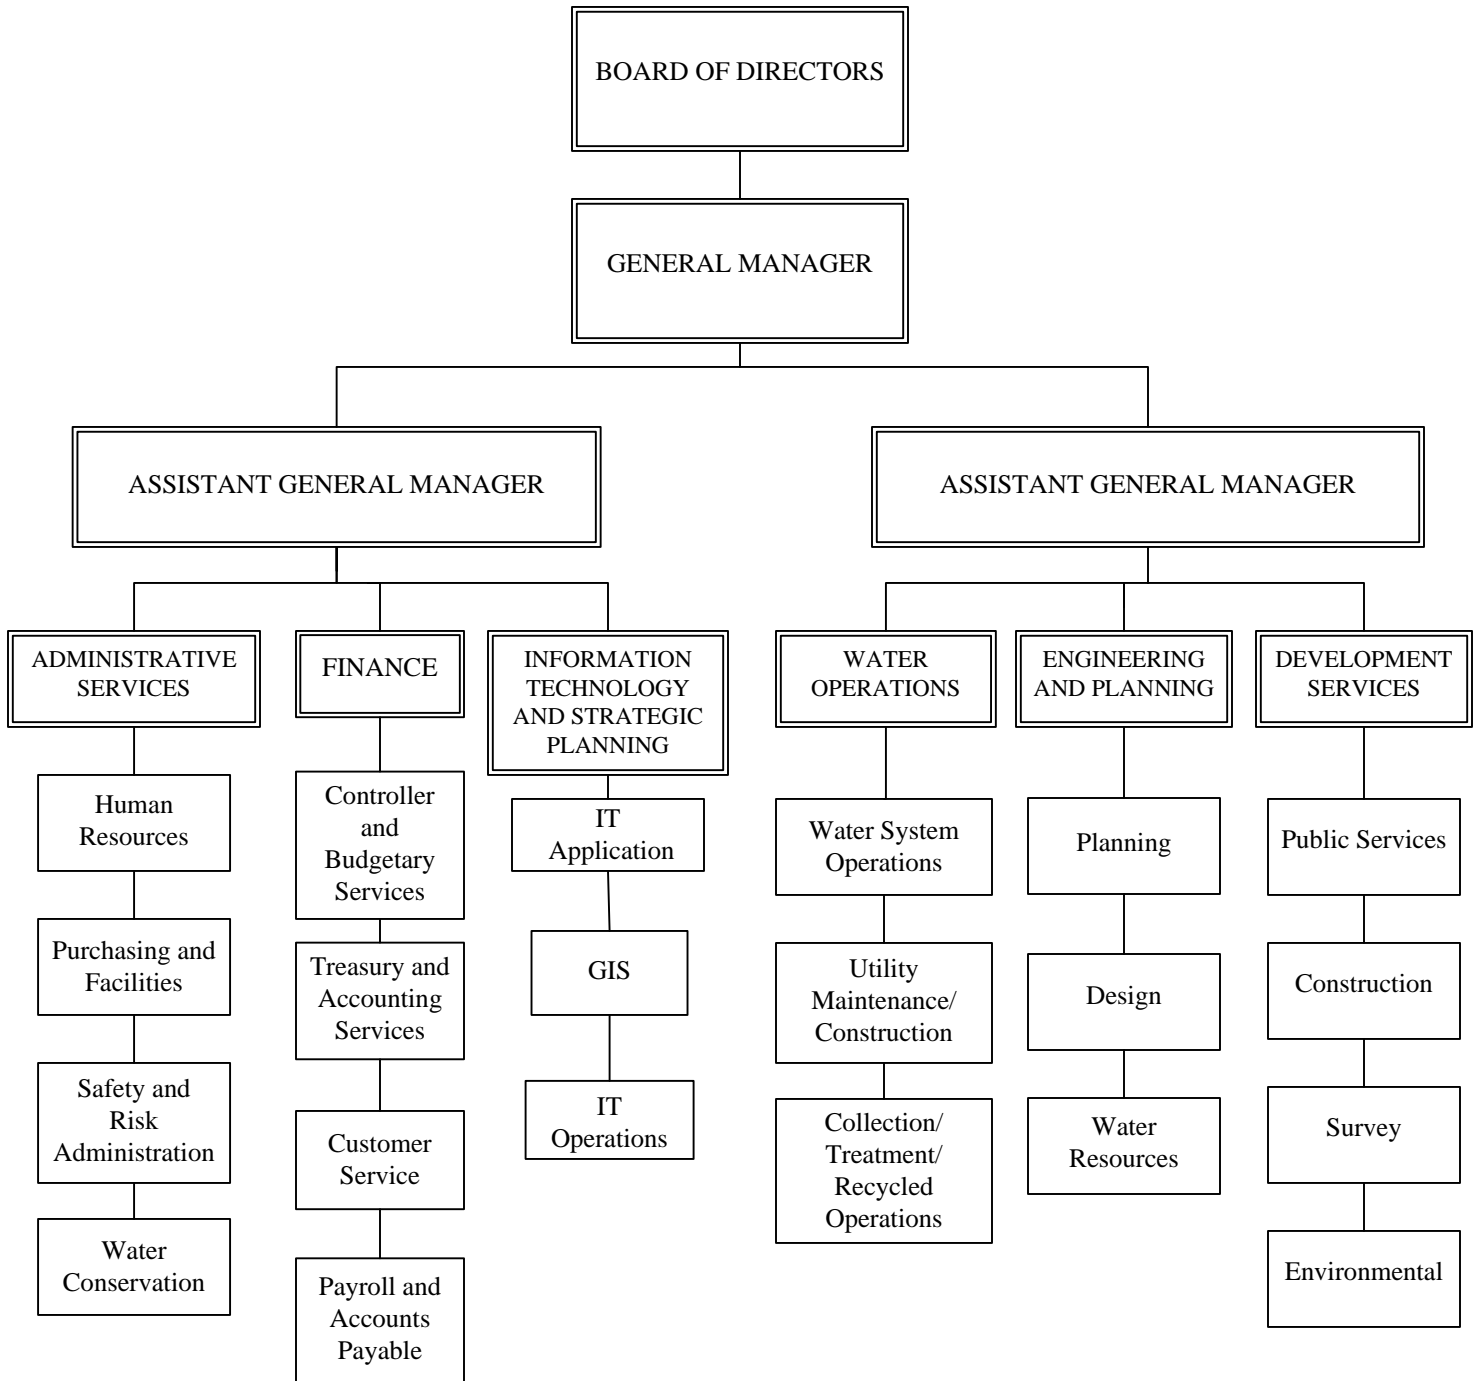 BOARD OF DIRECTORS
GENERAL MANAGER
ASSISTANT GENERAL MANAGER
ASSISTANT GENERAL MANAGER
ADMINISTRATIVE
SERVICES
FINANCE
INFORMATION
TECHNOLOGY
AND STRATEGIC
PLANNING
WATER
OPERATIONS
ENGINEERING
AND PLANNING
DEVELOPMENT
SERVICES
Human
Resources
Purchasing and
Facilities
Safety and
Risk
Administration
Water
Conservation
Controller
and
Budgetary
Services
Treasury and
Accounting
Services
Customer
Service
Payroll and
Accounts
Payable
IT
Application
GIS
IT
Operations
Water System
Operations
Utility
Maintenance/
Construction
Collection/
Treatment/
Recycled
Operations
Planning
Design
Water
Resources
Public Services
Construction
Survey
Environmental